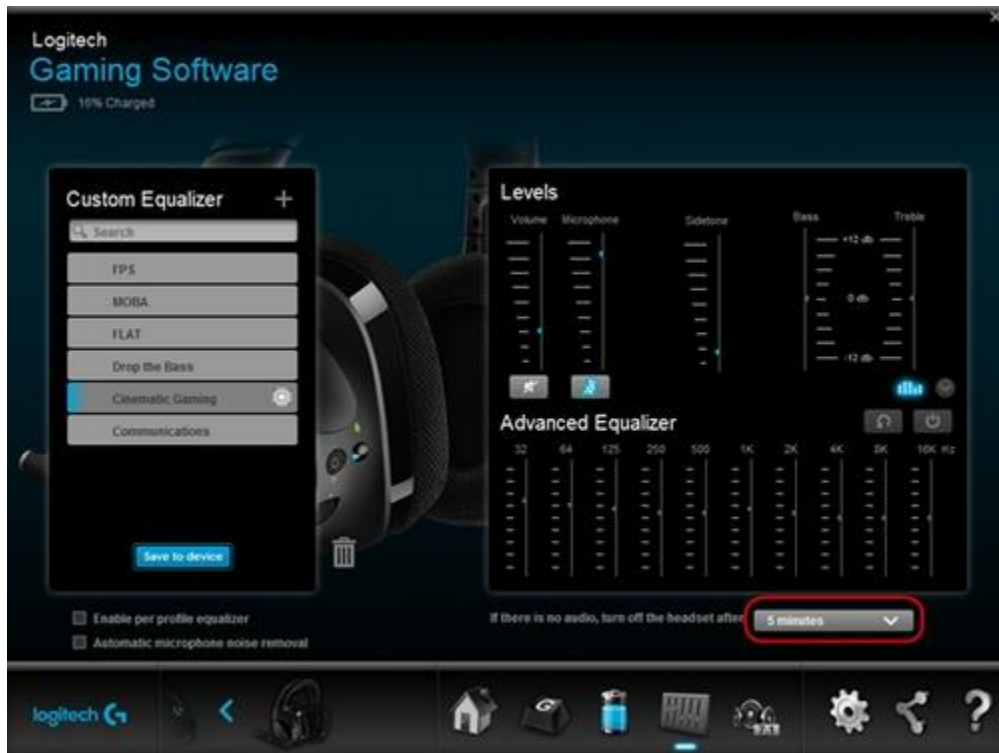 Logitech
Gaming Software
16% Charged
Custom Equalizer +
Search
FPS
MOBA
FLAT
Drop the Bass
Cinematic Gaming
Communications
Save to device
Enable per profile equalizer
Automatic microphone noise removal
Levels
Volume Microphone Sidetone Bass Treble
+12 db
0 db
-12 db
Advanced Equalizer
32 64 125 250 500 1K 2K 4K 8K 16K Hz
If there is no audio, turn off the headset after 5 minutes
logitech G
G
7.1
?